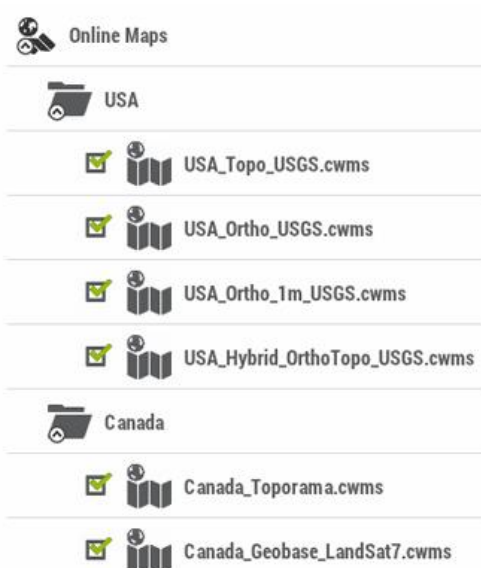 Online Maps
USA
USA_Topo_USGS.cwms
USA_Ortho_USGS.cwms
USA_Ortho_1m_USGS.cwms
USA_Hybrid_OrthoTopo_USGS.cwms
Canada
Canada_Toporama.cwms
Canada_Geobase_LandSat7.cwms